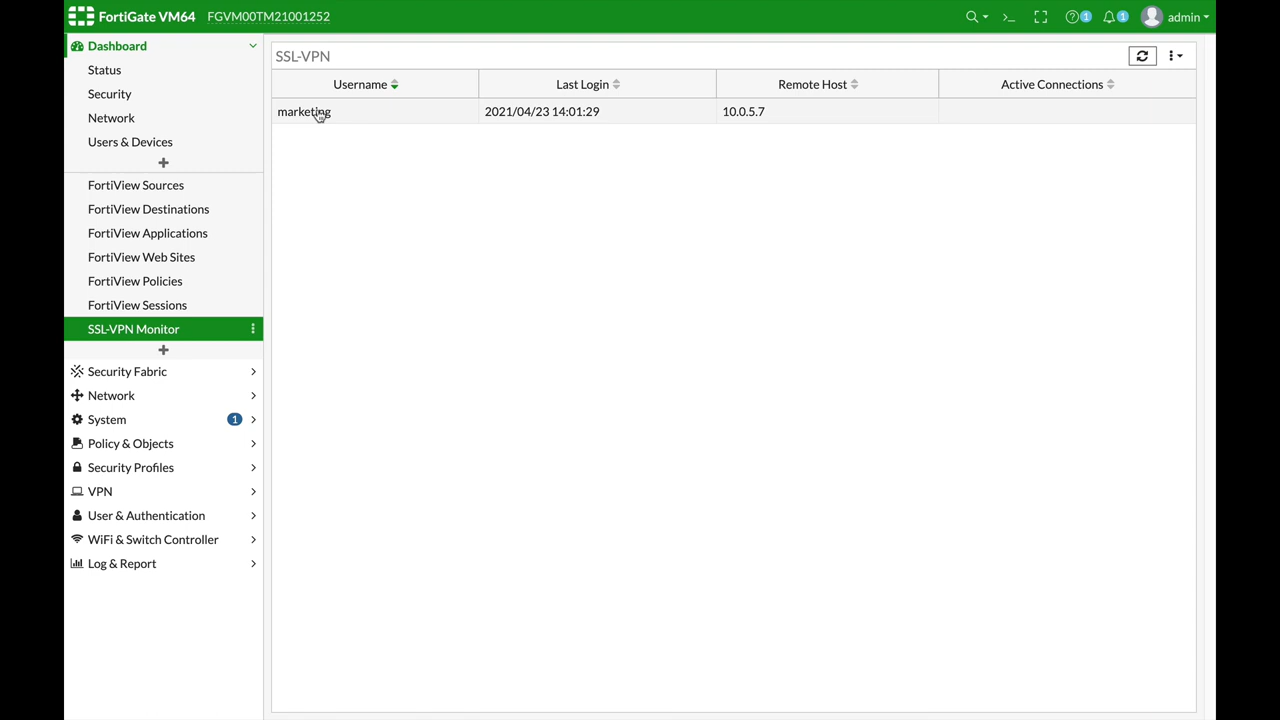 FortiGate VM64 FGVM00TM21001252 1 1 admin
Dashboard
Status
Security
Network
Users & Devices
FortiView Sources
FortiView Destinations
FortiView Applications
FortiView Web Sites
FortiView Policies
FortiView Sessions
SSL-VPN Monitor
Security Fabric
Network
System 1
Policy & Objects
Security Profiles
VPN
User & Authentication
WiFi & Switch Controller
Log & Report
SSL-VPN
Username Last Login Remote Host Active Connections
marketing 2021/04/23 14:01:29 10.0.5.7